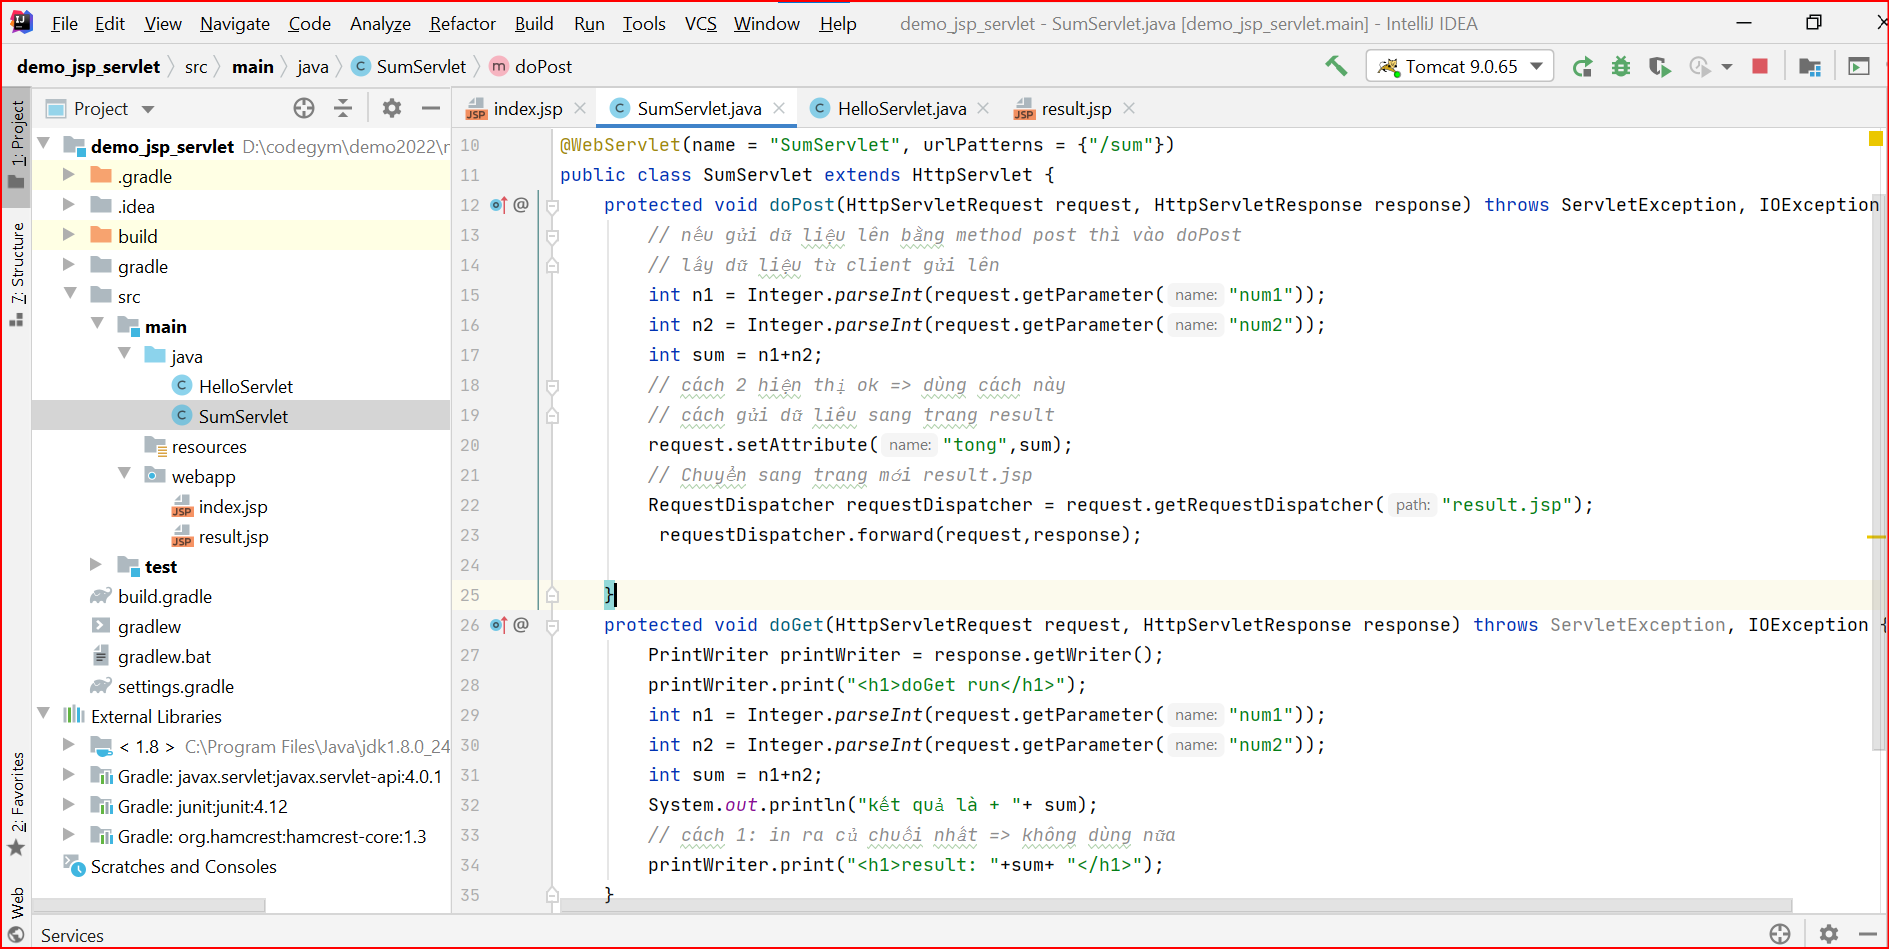 File Edit View Navigate Code Analyze Refactor Build Run Tools VCS Window Help demo_jsp_servlet - SumServlet.java [demo_jsp_servlet.main] - IntelliJ IDEA
demo_jsp_servlet src main java SumServlet doPost Tomcat 9.0.65
Project
index.jsp SumServlet.java HelloServlet.java result.jsp
1: Project
7: Structure
2: Favorites
Web
demo_jsp_servlet D:\codegym\demo2022\
.gradle
.idea
build
gradle
src
main
java
HelloServlet
SumServlet
resources
webapp
index.jsp
result.jsp
test
build.gradle
gradlew
gradlew.bat
settings.gradle
External Libraries
< 1.8 > C:\Program Files\Java\jdk1.8.0_24
Gradle: javax.servlet:javax.servlet-api:4.0.1
Gradle: junit:junit:4.12
Gradle: org.hamcrest:hamcrest-core:1.3
Scratches and Consoles
10 @WebServlet(name = "SumServlet", urlPatterns = {"/sum"})
11 public class SumServlet extends HttpServlet {
12 @ protected void doPost(HttpServletRequest request, HttpServletResponse response) throws ServletException, IOException
13 // nếu gửi dữ liệu lên bằng method post thì vào doPost
14 // lấy dữ liệu từ client gửi lên
15 int n1 = Integer.parseInt(request.getParameter( name: "num1"));
16 int n2 = Integer.parseInt(request.getParameter( name: "num2"));
17 int sum = n1+n2;
18 // cách 2 hiện thị ok => dùng cách này
19 // cách gửi dữ liêu sang trang result
20 request.setAttribute( name: "tong",sum);
21 // Chuyển sang trang mới result.jsp
22 RequestDispatcher requestDispatcher = request.getRequestDispatcher( path: "result.jsp");
23 requestDispatcher.forward(request,response);
24
25 }
26 @ protected void doGet(HttpServletRequest request, HttpServletResponse response) throws ServletException, IOException {
27 PrintWriter printWriter = response.getWriter();
28 printWriter.print("<h1>doGet run</h1>");
29 int n1 = Integer.parseInt(request.getParameter( name: "num1"));
30 int n2 = Integer.parseInt(request.getParameter( name: "num2"));
31 int sum = n1+n2;
32 System.out.println("kết quả là + "+ sum);
33 // cách 1: in ra củ chuối nhất => không dùng nữa
34 printWriter.print("<h1>result: "+sum+ "</h1>");
35 }
Services